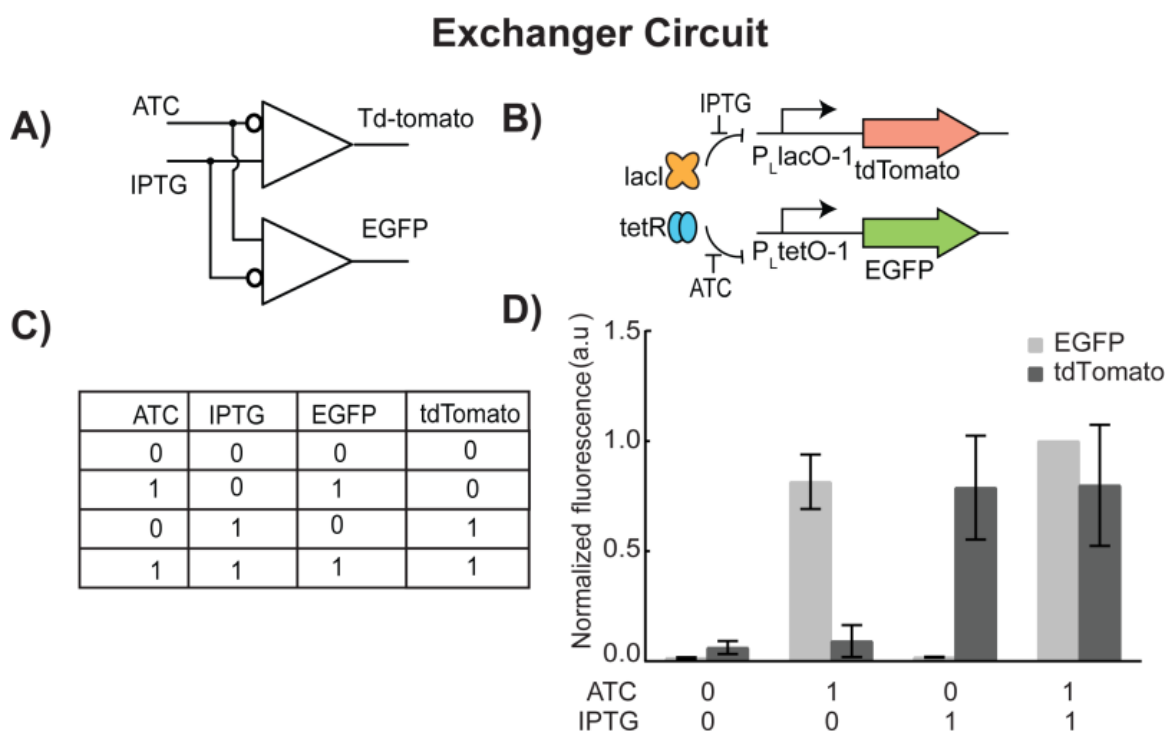 Exchanger Circuit
A)
ATC
IPTG
Td-tomato
EGFP
B)
IPTG
lacI
PLlacO-1
tdTomato
tetR
PLtetO-1
EGFP
ATC
C)
ATC IPTG EGFP tdTomato
0 0 0 0
1 0 1 0
0 1 0 1
1 1 1 1
D)
Normalized fluorescence(a.u)
1.5
1.0
0.5
0.0
EGFP
tdTomato
ATC 0 1 0 1
IPTG 0 0 1 1